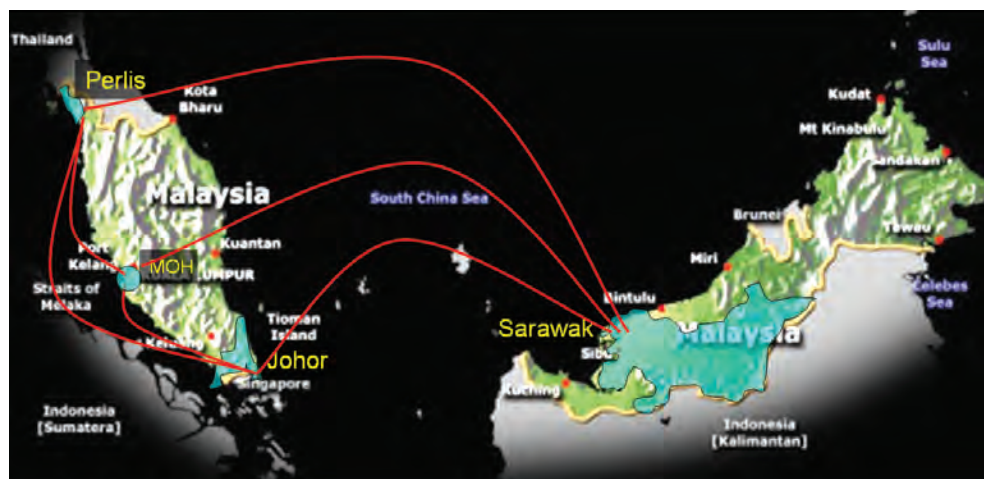 Thailand
Perlis
Kota
Bharu
Malaysia
South China Sea
Kuantan
Port
Kelang
MOH
UMPUR
Straits of
Melaka
Tioman
Island
Johor
Singapore
Indonesia
[Sumatera]
Sulu
Sea
Kudat
Mt Kinabulu
Sandakan
Brunei
Tawau
Miri
Celebes
Sea
Bintulu
Sarawak
Malaysia
Sibu
Kuching
Indonesia
[Kalimantan]